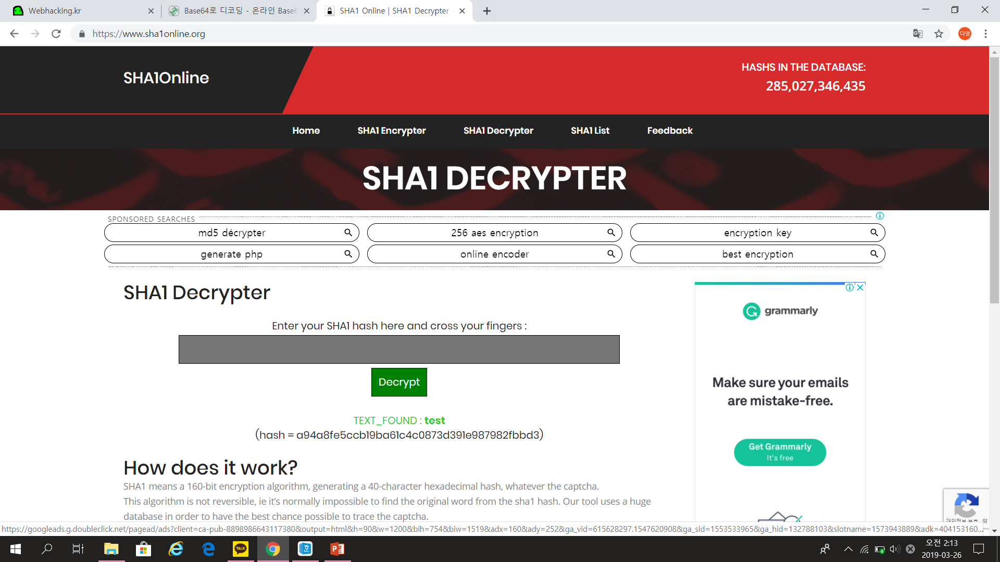 Webhacking.kr
Base64로 디코딩 - 온라인 Base6
SHA1 Online | SHA1 Decrypter -
https://www.sha1online.org
다영
SHA1Online
HASHS IN THE DATABASE:
285,027,346,435
Home
SHA1 Encrypter
SHA1 Decrypter
SHA1 List
Feedback
SHA1 DECRYPTER
SPONSORED SEARCHES
md5 décrypter
256 aes encryption
encryption key
generate php
online encoder
best encryption
SHA1 Decrypter
Enter your SHA1 hash here and cross your fingers :
Decrypt
TEXT_FOUND : test
(hash = a94a8fe5ccb19ba61c4c0873d391e987982fbbd3)
grammarly
Make sure your emails
are mistake-free.
Get Grammarly
It's free
How does it work?
SHA1 means a 160-bit encryption algorithm, generating a 40-character hexadecimal hash, whatever the captcha.
This algorithm is not reversible, ie it’s normally impossible to find the original word from the sha1 hash. Our tool uses a huge
database in order to have the best chance possible to trace the captcha.
https://googleads.g.doubleclick.net/pagead/ads?client=ca-pub-8898986643117380&output=html&h=90&w=1200&bih=754&biw=1519&adx=160&ady=252&ga_vid=615628297.1547620908&ga_sid=1553533965&ga_hid=132788103&slotname=1573943889&adk=404153160...
TALK
오전 2:13
2019-03-26